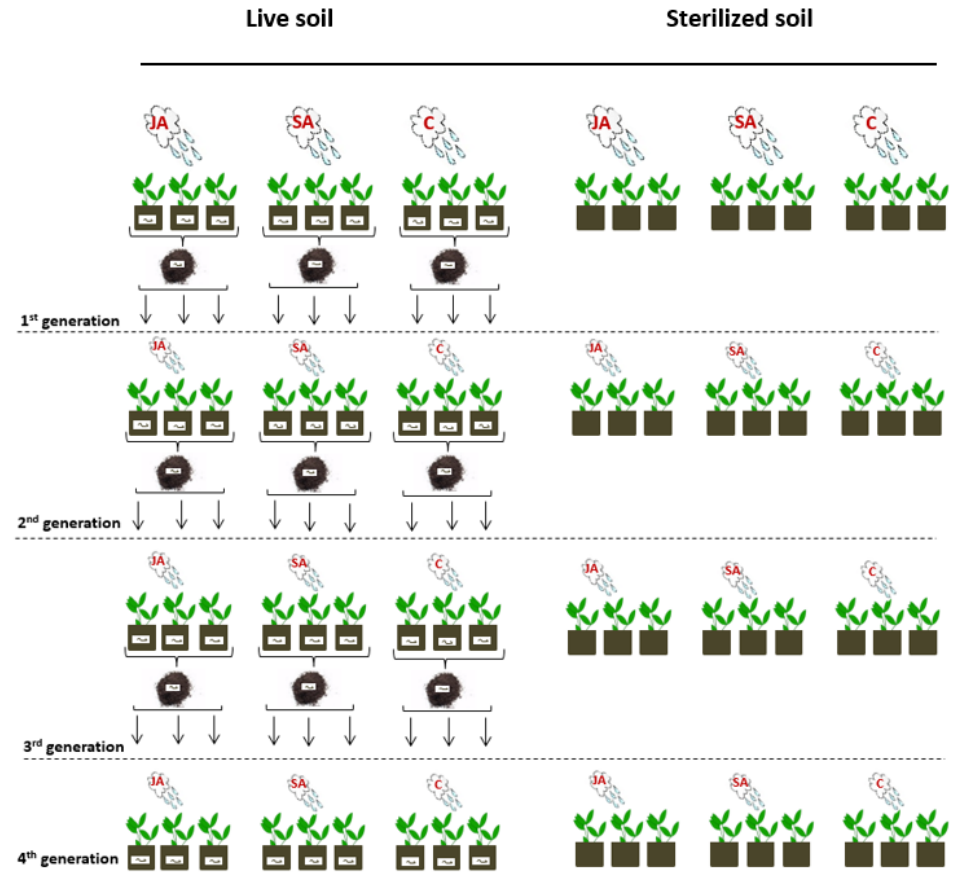 Live soil Sterilized soil
JA SA C JA SA C
1st generation
JA SA C JA SA C
2nd generation
JA SA C JA SA C
3rd generation
JA SA C JA SA C
4th generation